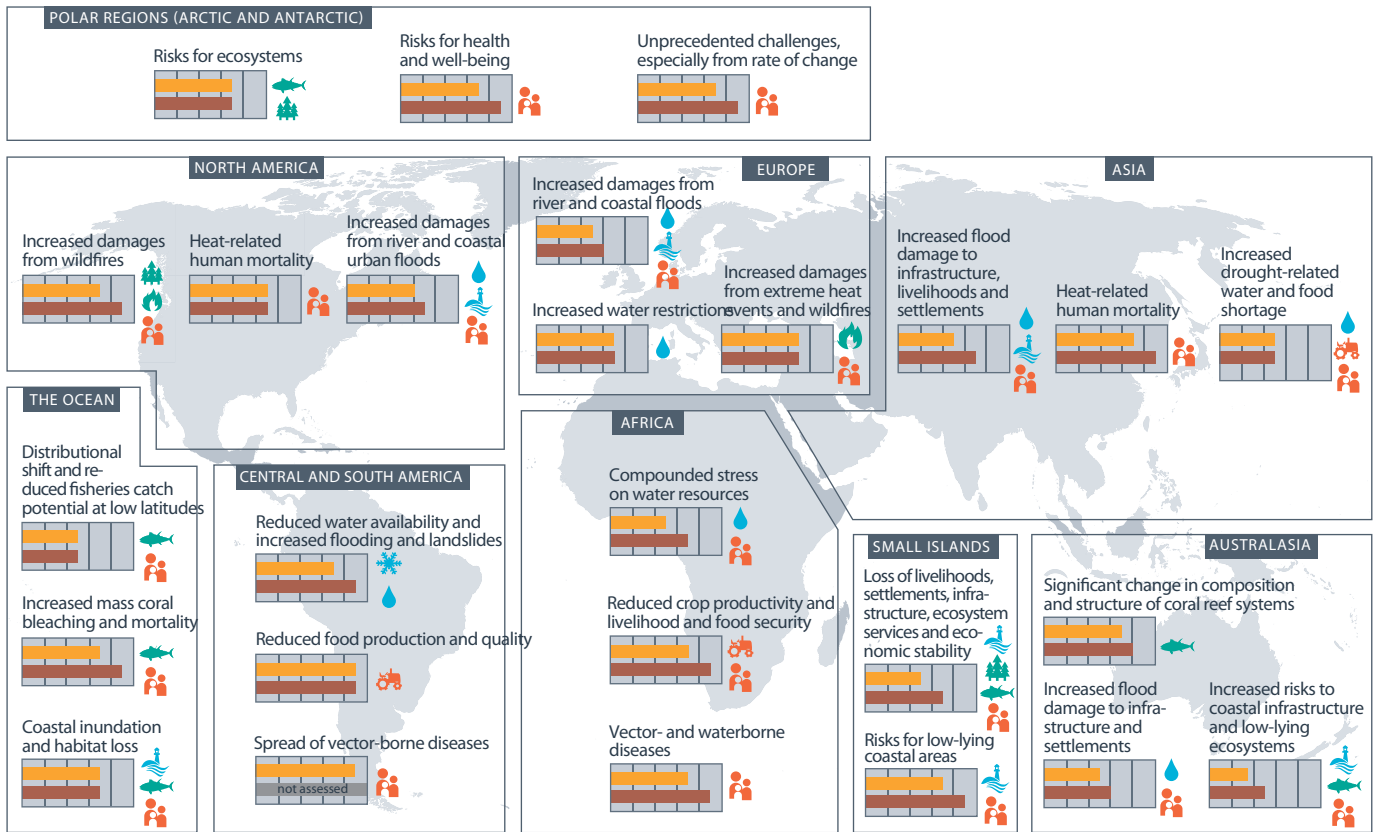 POLAR REGIONS (ARCTIC AND ANTARCTIC)
Risks for ecosystems
Risks for health
and well-being
Unprecedented challenges,
especially from rate of change
NORTH AMERICA
Increased damages
from wildfires
Heat-related
human mortality
Increased damages
from river and coastal
urban floods
EUROPE
Increased damages from
river and coastal floods
Increased water restrictions
Increased damages
from extreme heat
events and wildfires
ASIA
Increased flood
damage to
infrastructure,
livelihoods and
settlements
Heat-related
human mortality
Increased
drought-related
water and food
shortage
THE OCEAN
Distributional
shift and re-
duced fisheries catch
potential at low latitudes
Increased mass coral
bleaching and mortality
Coastal inundation
and habitat loss
CENTRAL AND SOUTH AMERICA
Reduced water availability and
increased flooding and landslides
Reduced food production and quality
Spread of vector-borne diseases
not assessed
AFRICA
Compounded stress
on water resources
Reduced crop productivity and
livelihood and food security
Vector- and waterborne
diseases
SMALL ISLANDS
Loss of livelihoods,
settlements, infra-
structure, ecosystem
services and eco-
nomic stability
Risks for low-lying
coastal areas
AUSTRALASIA
Significant change in composition
and structure of coral reef systems
Increased flood
damage to infra-
structure and
settlements
Increased risks to
coastal infrastructure
and low-lying
ecosystems